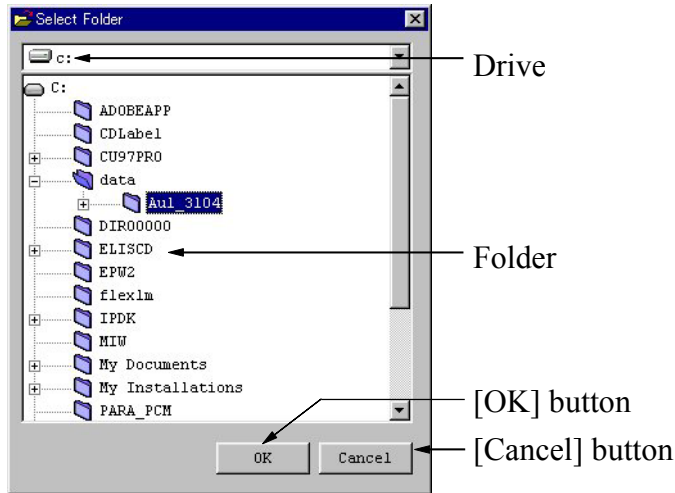 Select Folder
c:
Drive
C:
ADOBEAPP
CDLabel
CU97PRO
data
Aul_3104
DIR00000
ELISCD
Folder
EPW2
flexlm
IPDK
MIW
My Documents
My Installations
PARA_PCM
[OK] button
OK
Cancel
[Cancel] button